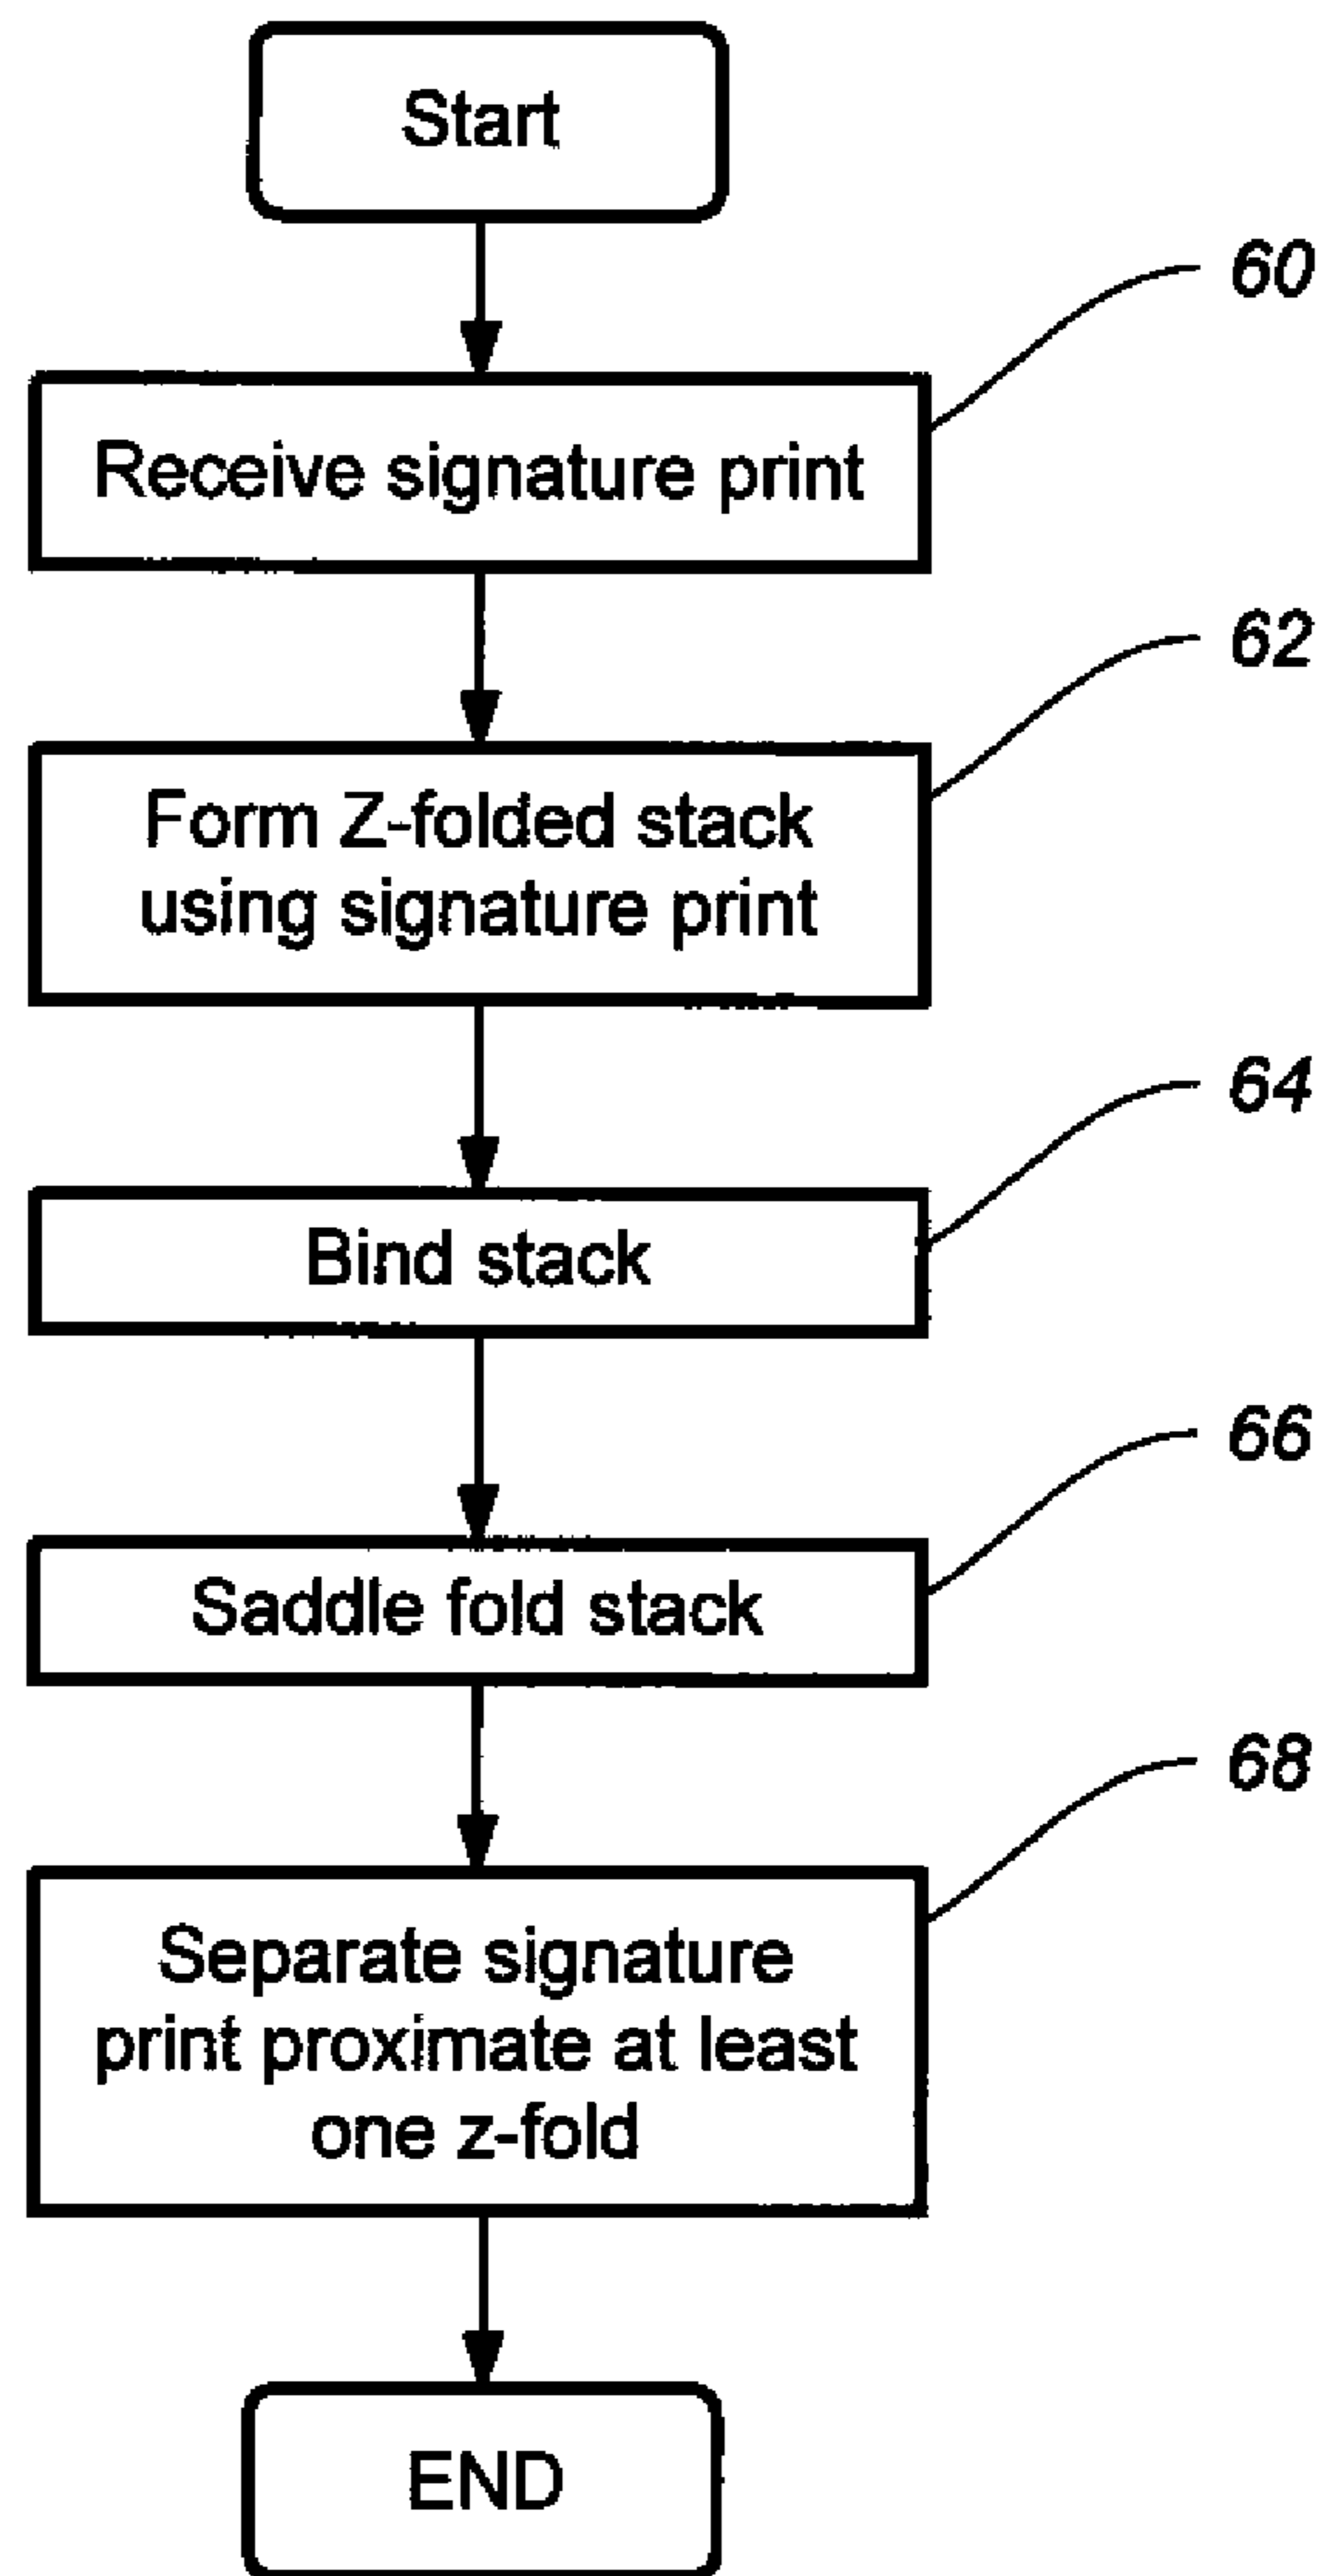 Start
60
Receive signature print
62
Form Z-folded stack
using signature print
64
Bind stack
66
Saddle fold stack
68
Separate signature
print proximate at least
one z-fold
END